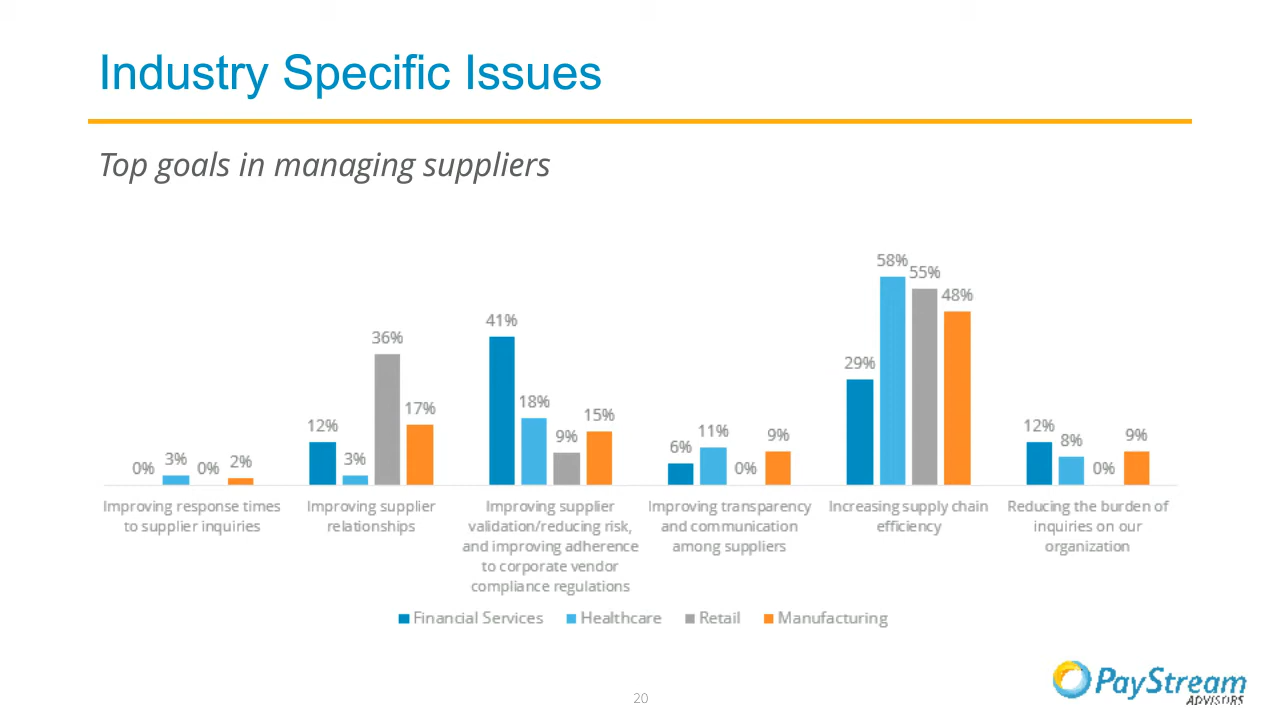 Industry Specific Issues
Top goals in managing suppliers
0% 3% 0% 2%
12% 3% 36% 17%
41% 18% 9% 15%
6% 11% 0% 9%
29% 58% 55% 48%
12% 8% 0% 9%
Improving response times
to supplier inquiries
Improving supplier
relationships
Improving supplier
validation/reducing risk,
and improving adherence
to corporate vendor
compliance regulations
Improving transparency
and communication
among suppliers
Increasing supply chain
efficiency
Reducing the burden of
inquiries on our
organization
Financial Services Healthcare Retail Manufacturing
PayStream
ADVISORS
20